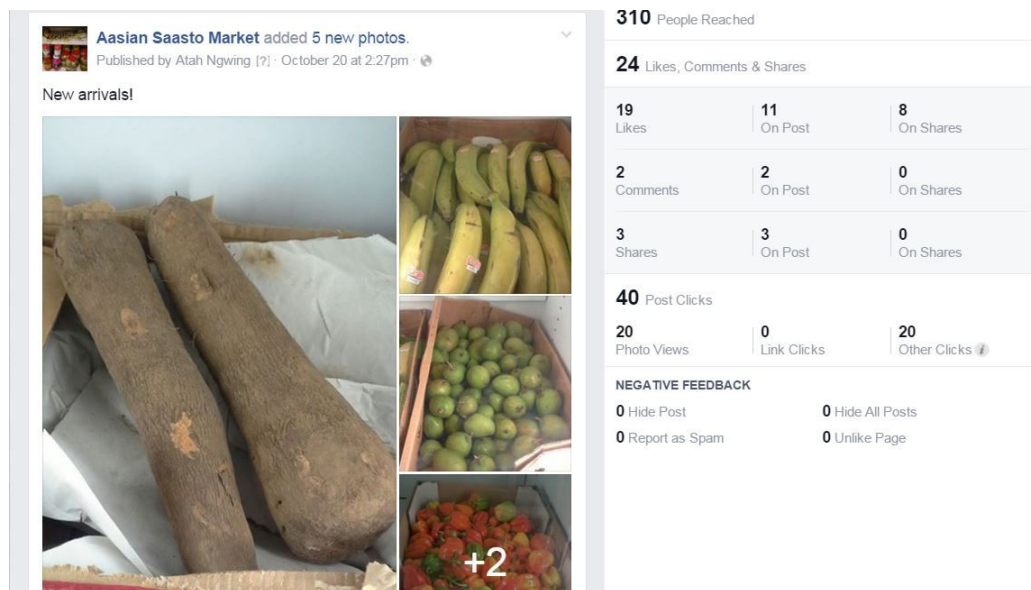 Aasian Saasto Market added 5 new photos.
Published by Atah Ngwing [?] · October 20 at 2:27pm ·
New arrivals!
+2
310 People Reached
24 Likes, Comments & Shares
19 11 8
Likes On Post On Shares
2 2 0
Comments On Post On Shares
3 3 0
Shares On Post On Shares
40 Post Clicks
20 0 20
Photo Views Link Clicks Other Clicks i
NEGATIVE FEEDBACK
0 Hide Post 0 Hide All Posts
0 Report as Spam 0 Unlike Page